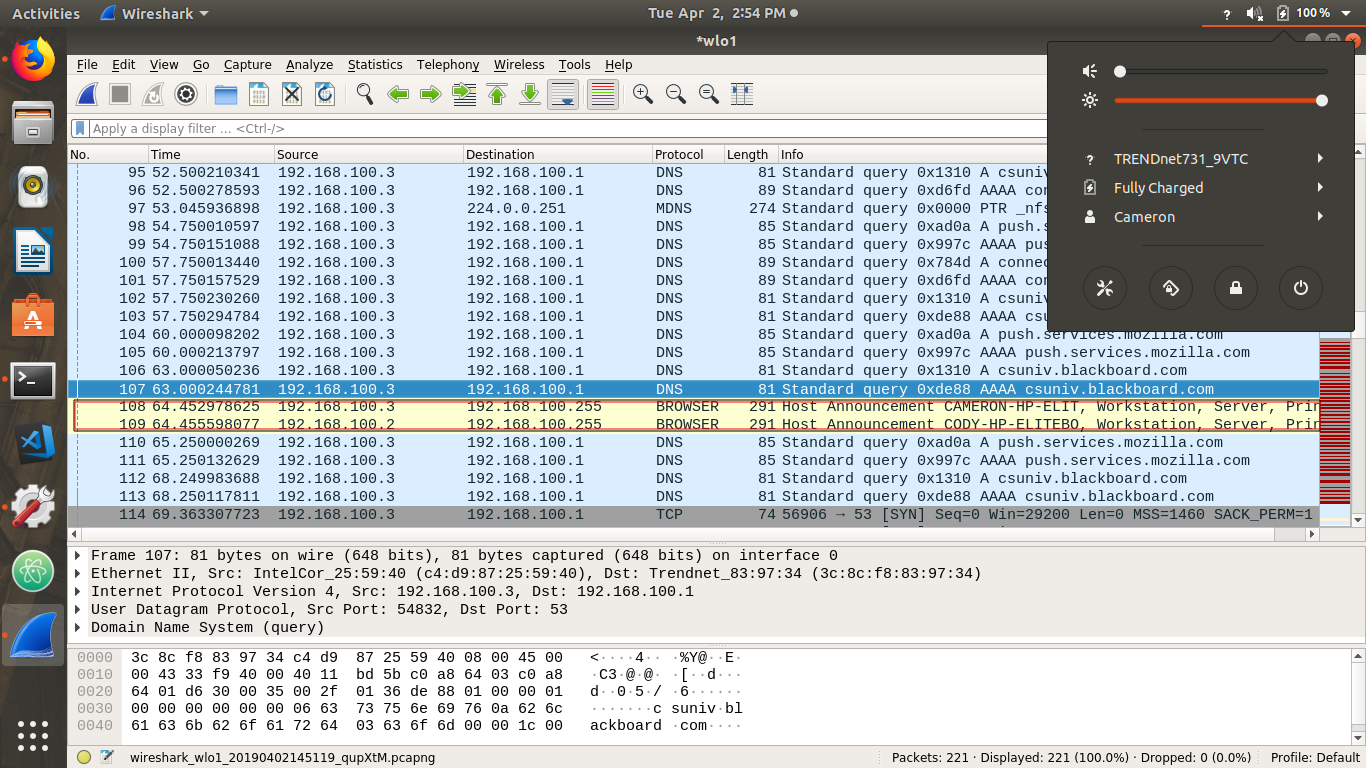 Activities Wireshark Tue Apr 2, 2:54 PM ? 100 %
*wlo1
File Edit View Go Capture Analyze Statistics Telephony Wireless Tools Help
Apply a display filter ... <Ctrl-/>
No. Time Source Destination Protocol Length Info
95 52.500210341 192.168.100.3 192.168.100.1 DNS 81 Standard query 0x1310 A csuniv
96 52.500278593 192.168.100.3 192.168.100.1 DNS 89 Standard query 0xd6fd AAAA con
97 53.045936898 192.168.100.3 224.0.0.251 MDNS 274 Standard query 0x0000 PTR _nfs
98 54.750010597 192.168.100.3 192.168.100.1 DNS 85 Standard query 0xad0a A push.s
99 54.750151088 192.168.100.3 192.168.100.1 DNS 85 Standard query 0x997c AAAA pus
100 57.750013440 192.168.100.3 192.168.100.1 DNS 89 Standard query 0x784d A connec
101 57.750157529 192.168.100.3 192.168.100.1 DNS 89 Standard query 0xd6fd AAAA con
102 57.750230260 192.168.100.3 192.168.100.1 DNS 81 Standard query 0x1310 A csuniv
103 57.750294784 192.168.100.3 192.168.100.1 DNS 81 Standard query 0xde88 AAAA csu
104 60.000098202 192.168.100.3 192.168.100.1 DNS 85 Standard query 0xad0a A push.services.mozilla.com
105 60.000213797 192.168.100.3 192.168.100.1 DNS 85 Standard query 0x997c AAAA push.services.mozilla.com
106 63.000050236 192.168.100.3 192.168.100.1 DNS 81 Standard query 0x1310 A csuniv.blackboard.com
107 63.000244781 192.168.100.3 192.168.100.1 DNS 81 Standard query 0xde88 AAAA csuniv.blackboard.com
108 64.452978625 192.168.100.3 192.168.100.255 BROWSER 291 Host Announcement CAMERON-HP-ELIT, Workstation, Server, Prin
109 64.455598077 192.168.100.2 192.168.100.255 BROWSER 291 Host Announcement CODY-HP-ELITEBO, Workstation, Server, Prin
110 65.250000269 192.168.100.3 192.168.100.1 DNS 85 Standard query 0xad0a A push.services.mozilla.com
111 65.250132629 192.168.100.3 192.168.100.1 DNS 85 Standard query 0x997c AAAA push.services.mozilla.com
112 68.249983688 192.168.100.3 192.168.100.1 DNS 81 Standard query 0x1310 A csuniv.blackboard.com
113 68.250117811 192.168.100.3 192.168.100.1 DNS 81 Standard query 0xde88 AAAA csuniv.blackboard.com
114 69.363307723 192.168.100.3 192.168.100.1 TCP 74 56906 → 53 [SYN] Seq=0 Win=29200 Len=0 MSS=1460 SACK_PERM=1
? TRENDnet731_9VTC
Fully Charged
Cameron
Frame 107: 81 bytes on wire (648 bits), 81 bytes captured (648 bits) on interface 0
Ethernet II, Src: IntelCor_25:59:40 (c4:d9:87:25:59:40), Dst: Trendnet_83:97:34 (3c:8c:f8:83:97:34)
Internet Protocol Version 4, Src: 192.168.100.3, Dst: 192.168.100.1
User Datagram Protocol, Src Port: 54832, Dst Port: 53
Domain Name System (query)
0000 3c 8c f8 83 97 34 c4 d9 87 25 59 40 08 00 45 00 <····4·· ·%Y@··E·
0010 00 43 33 f9 40 00 40 11 bd 5b c0 a8 64 03 c0 a8 ·C3·@·@· ·[··d···
0020 64 01 d6 30 00 35 00 2f 01 36 de 88 01 00 00 01 d··0·5·/ ·6······
0030 00 00 00 00 00 00 06 63 73 75 6e 69 76 0a 62 6c ·······c suniv·bl
0040 61 63 6b 62 6f 61 72 64 03 63 6f 6d 00 00 1c 00 ackboard ·com····
wireshark_wlo1_20190402145119_qupXtM.pcapng Packets: 221 · Displayed: 221 (100.0%) · Dropped: 0 (0.0%) Profile: Default